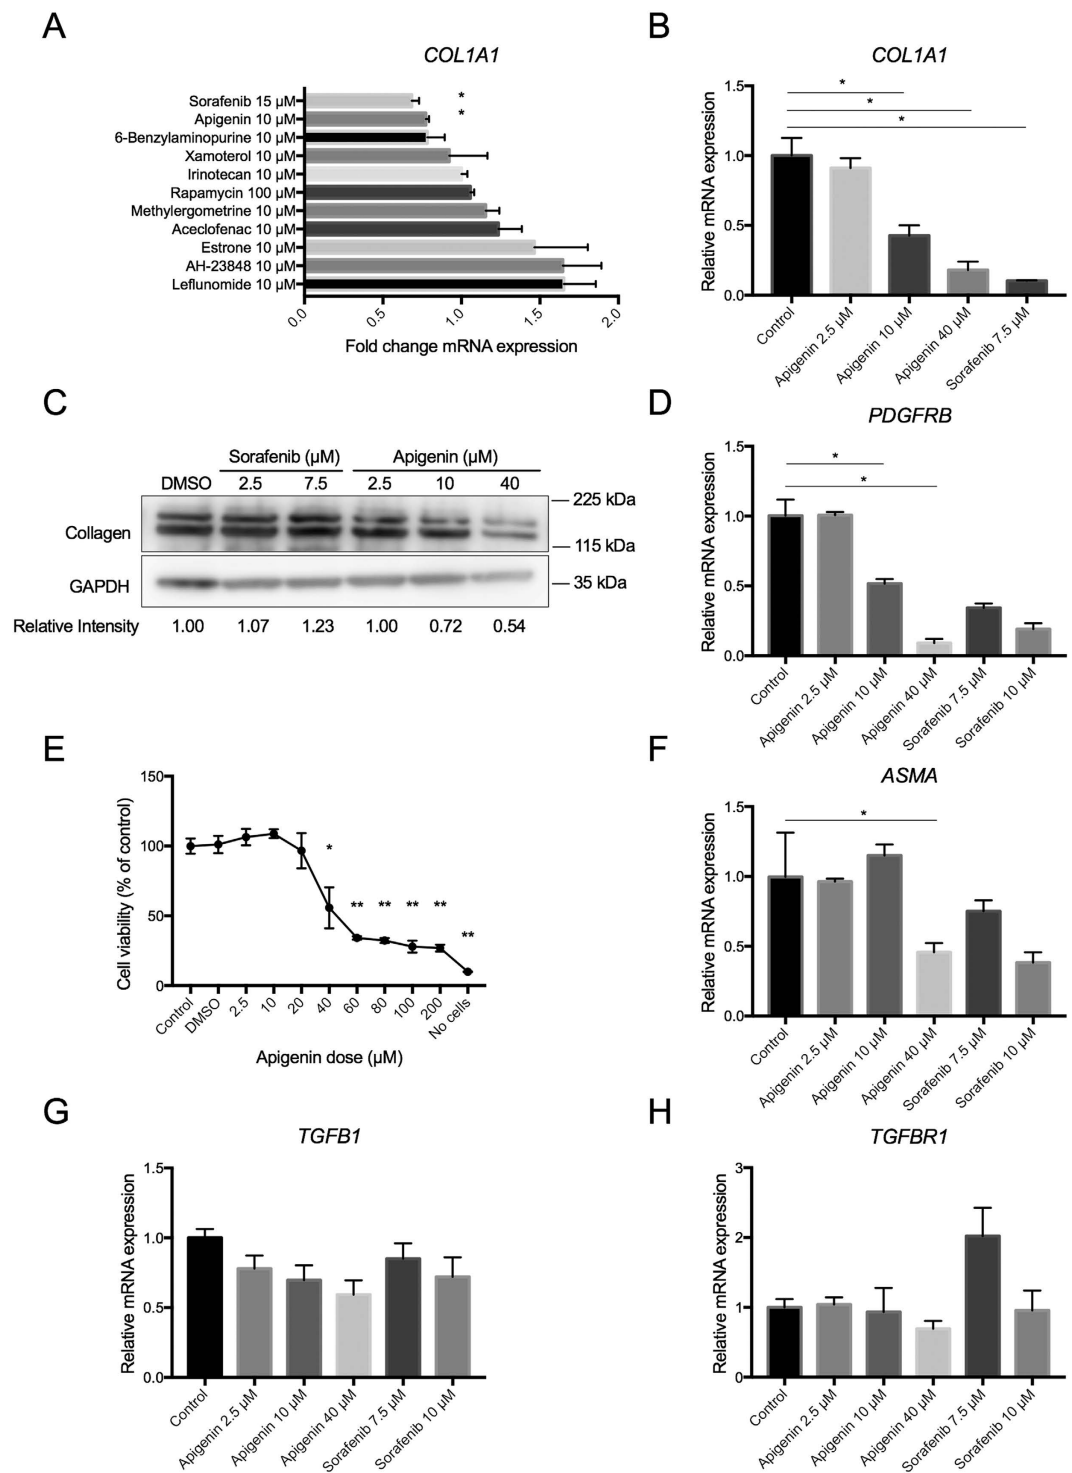 A
COL1A1
Sorafenib 15 µM
*
Apigenin 10 µM
*
6-Benzylaminopurine 10 µM
Xamoterol 10 µM
Irinotecan 10 µM
Rapamycin 100 µM
Methylergometrine 10 µM
Aceclofenac 10 µM
Estrone 10 µM
AH-23848 10 µM
Leflunomide 10 µM
0.0 0.5 1.0 1.5 2.0
Fold change mRNA expression
B
COL1A1
Relative mRNA expression
1.5
1.0
0.5
0.0
*
*
*
Control
Apigenin 2.5 µM
Apigenin 10 µM
Apigenin 40 µM
Sorafenib 7.5 µM
C
Sorafenib (µM) Apigenin (µM)
DMSO 2.5 7.5 2.5 10 40
225 kDa
Collagen
115 kDa
GAPDH
35 kDa
Relative Intensity 1.00 1.07 1.23 1.00 0.72 0.54
D
PDGFRB
Relative mRNA expression
1.5
1.0
0.5
0.0
*
*
Control
Apigenin 2.5 µM
Apigenin 10 µM
Apigenin 40 µM
Sorafenib 7.5 µM
Sorafenib 10 µM
E
Cell viability (% of control)
150
100
50
0
*
** ** ** **
**
Control
DMSO
2.5
10
20
40
60
80
100
200
No cells
Apigenin dose (µM)
F
ASMA
Relative mRNA expression
1.5
1.0
0.5
0.0
*
Control
Apigenin 2.5 µM
Apigenin 10 µM
Apigenin 40 µM
Sorafenib 7.5 µM
Sorafenib 10 µM
G
TGFB1
Relative mRNA expression
1.5
1.0
0.5
0.0
Control
Apigenin 2.5 µM
Apigenin 10 µM
Apigenin 40 µM
Sorafenib 7.5 µM
Sorafenib 10 µM
H
TGFBR1
Relative mRNA expression
3
2
1
0
Control
Apigenin 2.5 µM
Apigenin 10 µM
Apigenin 40 µM
Sorafenib 7.5 µM
Sorafenib 10 µM